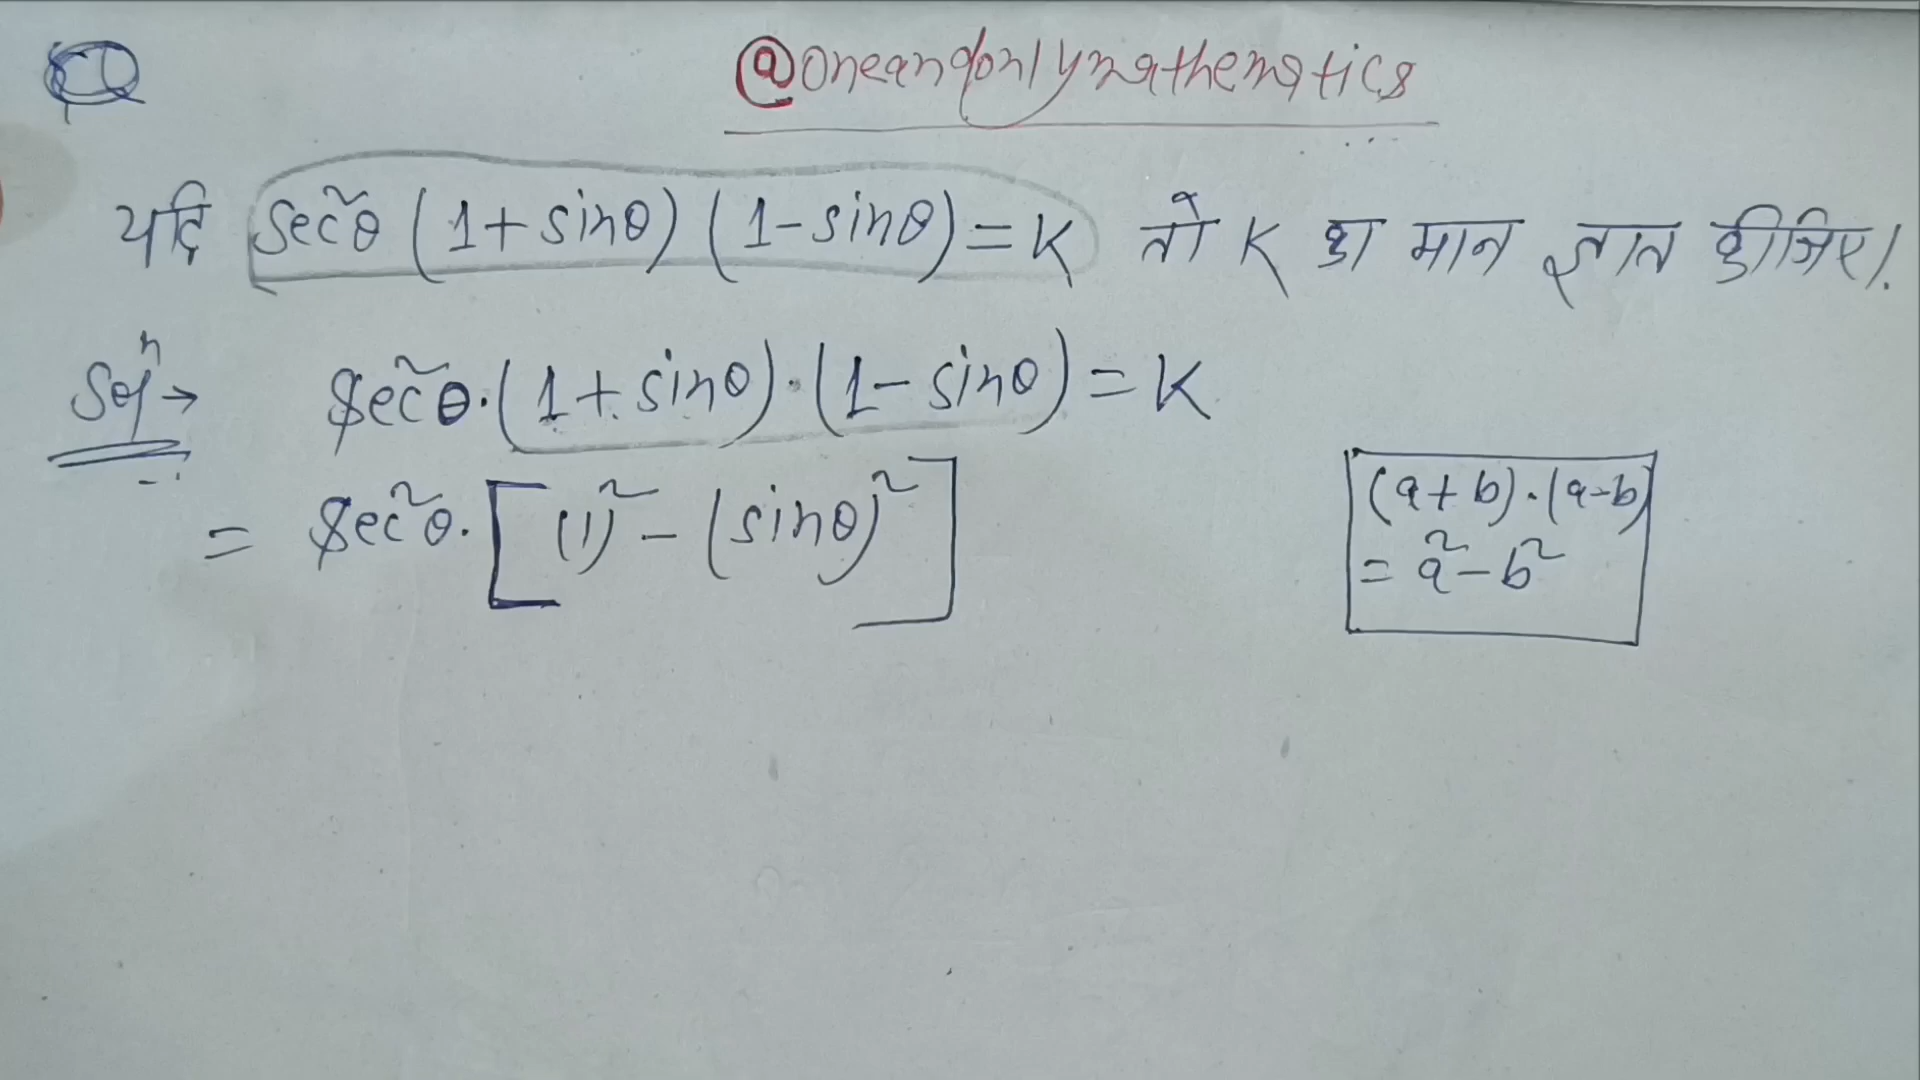 @oneandonlymathematics
यदि sec²θ (1+sinθ) (1-sinθ) = K तो K का मान ज्ञात कीजिए।
Solⁿ → sec²θ·(1+sinθ)·(1-sinθ) = K
= sec²θ·[(1)² - (sinθ)²]
(a+b)·(a-b)
= a² - b²